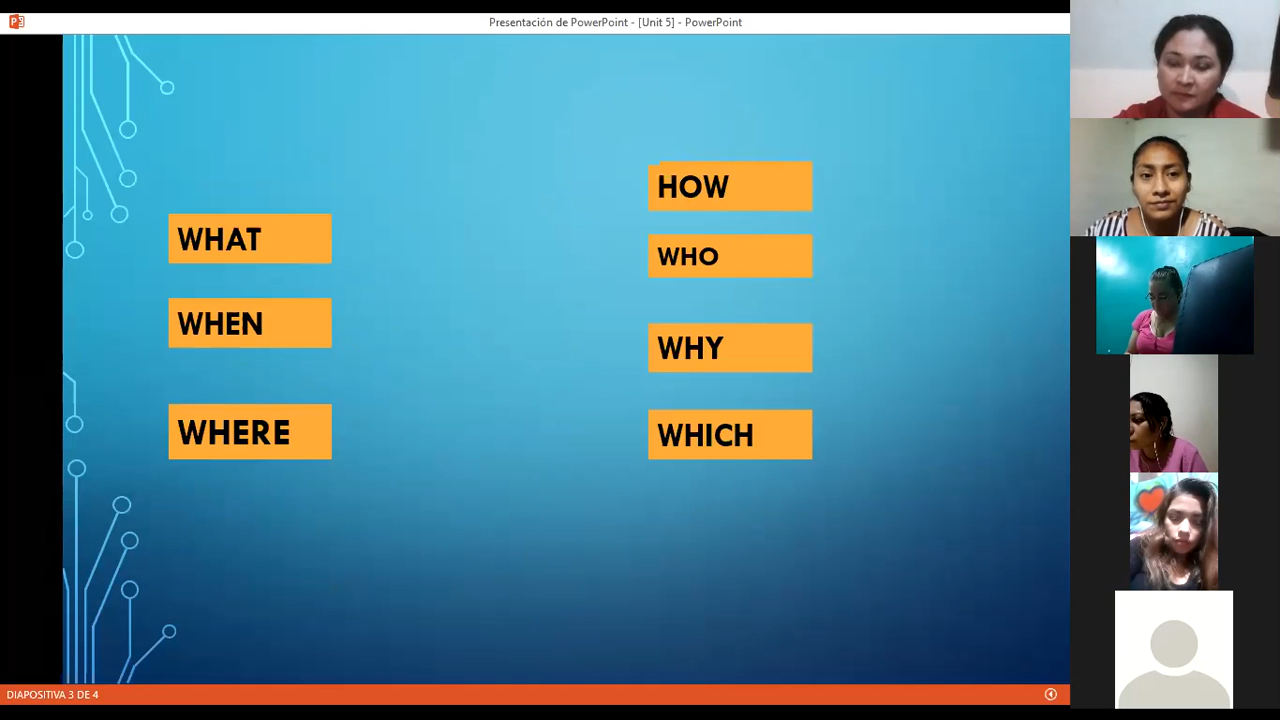 Presentación de PowerPoint - [Unit 5] - PowerPoint
WHAT
WHEN
WHERE
HOW
WHO
WHY
WHICH
DIAPOSITIVA 3 DE 4